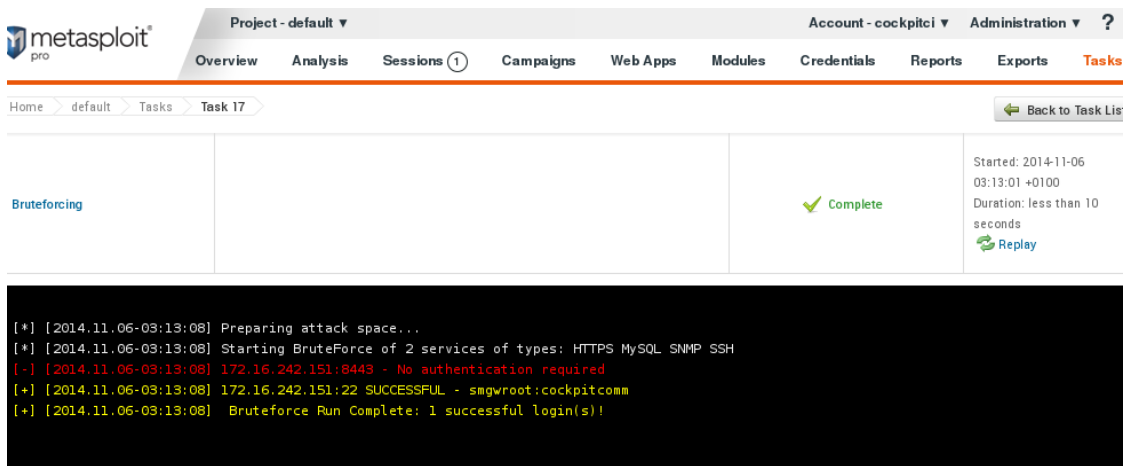 metasploit®
pro
Project - default ▼
Account - cockpitci ▼ Administration ▼ ?
Overview Analysis Sessions 1 Campaigns Web Apps Modules Credentials Reports Exports Tasks
Home default Tasks Task 17
Back to Task List
Bruteforcing
Complete
Started: 2014-11-06
03:13:01 +0100
Duration: less than 10
seconds
Replay
[*] [2014.11.06-03:13:08] Preparing attack space...
[*] [2014.11.06-03:13:08] Starting BruteForce of 2 services of types: HTTPS MySQL SNMP SSH
[-] [2014.11.06-03:13:08] 172.16.242.151:8443 - No authentication required
[+] [2014.11.06-03:13:08] 172.16.242.151:22 SUCCESSFUL - smgwroot:cockpitcomm
[+] [2014.11.06-03:13:08]  Bruteforce Run Complete: 1 successful login(s)!